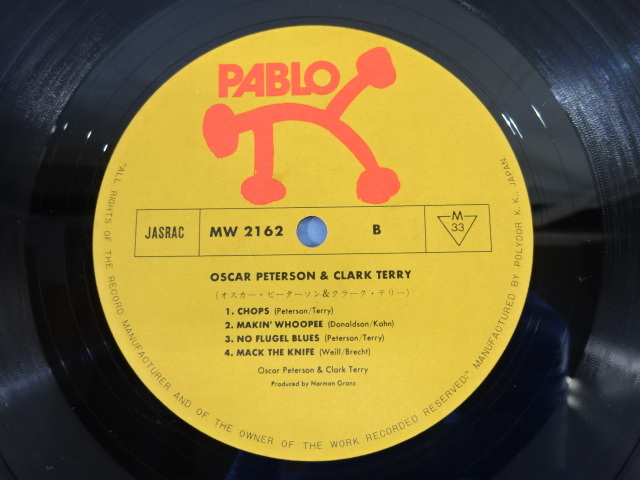 PABLO
JASRAC
MW 2162
B
M
33
OSCAR PETERSON & CLARK TERRY
(オスカー・ピーターソン&クラーク・テリー)
1. CHOPS (Peterson/Terry)
2. MAKIN' WHOOPEE (Donaldson/Kahn)
3. NO FLUGEL BLUES (Peterson/Terry)
4. MACK THE KNIFE (Weill/Brecht)
Oscar Peterson & Clark Terry
Produced by Norman Granz
"ALL RIGHTS OF THE RECORD MANUFACTURER AND OF THE OWNER OF THE WORK RECORDED RESERVED." MANUFACTURED BY POLYDOR K. K., JAPAN